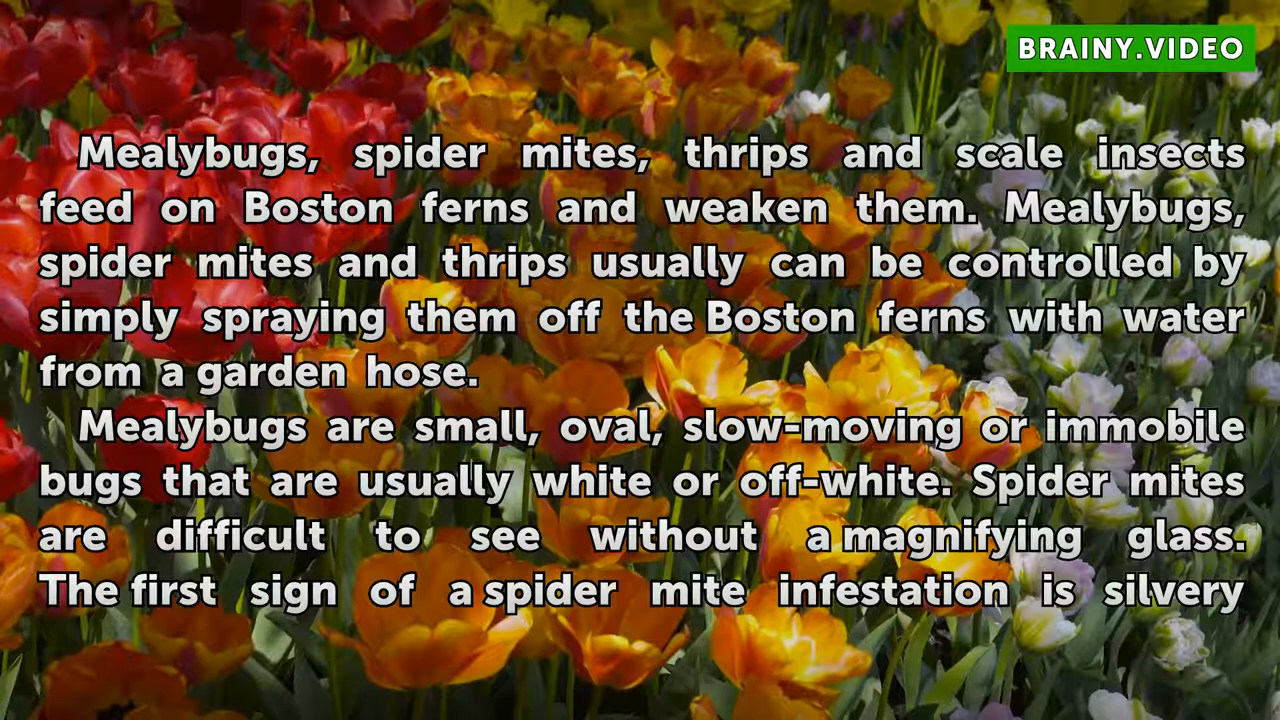 BRAINY.VIDEO
Mealybugs, spider mites, thrips and scale insects
feed on Boston ferns and weaken them. Mealybugs,
spider mites and thrips usually can be controlled by
simply spraying them off the Boston ferns with water
from a garden hose.
Mealybugs are small, oval, slow-moving or immobile
bugs that are usually white or off-white. Spider mites
are difficult to see without a magnifying glass.
The first sign of a spider mite infestation is silvery